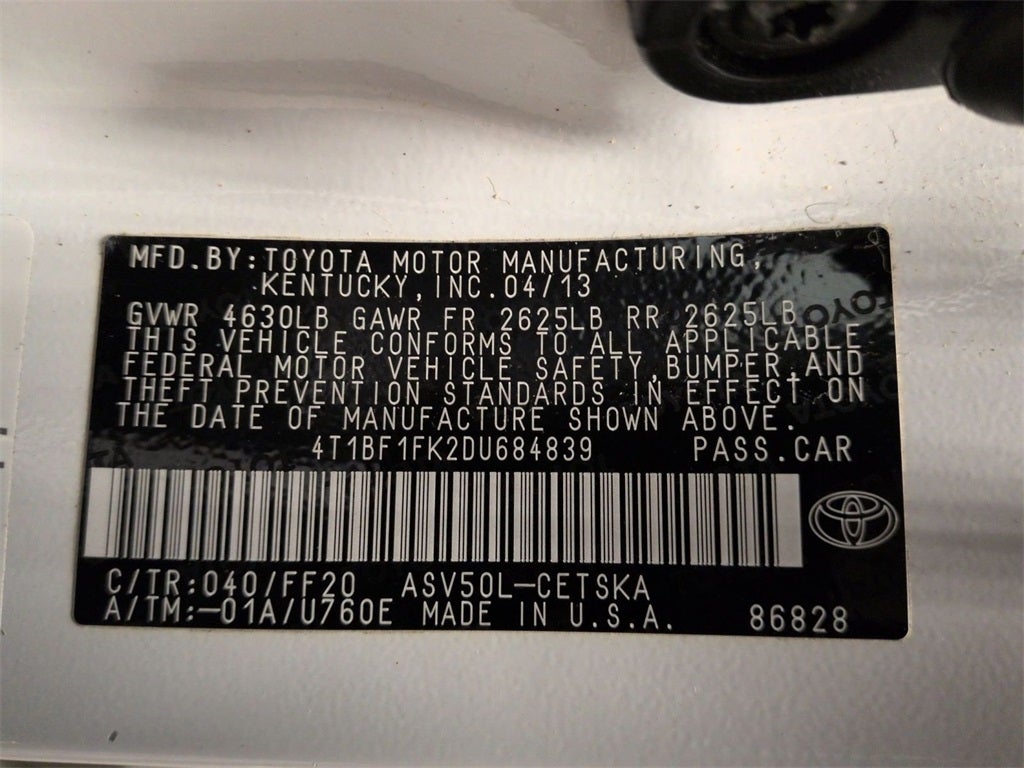 MFD.BY:TOYOTA MOTOR MANUFACTURING,
KENTUCKY,INC.04/13
GVWR 4630LB GAWR FR 2625LB RR 2625LB
THIS VEHICLE CONFORMS TO ALL APPLICABLE
FEDERAL MOTOR VEHICLE SAFETY,BUMPER,AND
THEFT PREVENTION STANDARDS IN EFFECT ON
THE DATE OF MANUFACTURE SHOWN ABOVE.
4T1BF1FK2DU684839 PASS.CAR
C/TR:040/FF20 ASV50L-CETSKA
A/TM:-01A/U760E MADE IN U.S.A. 86828